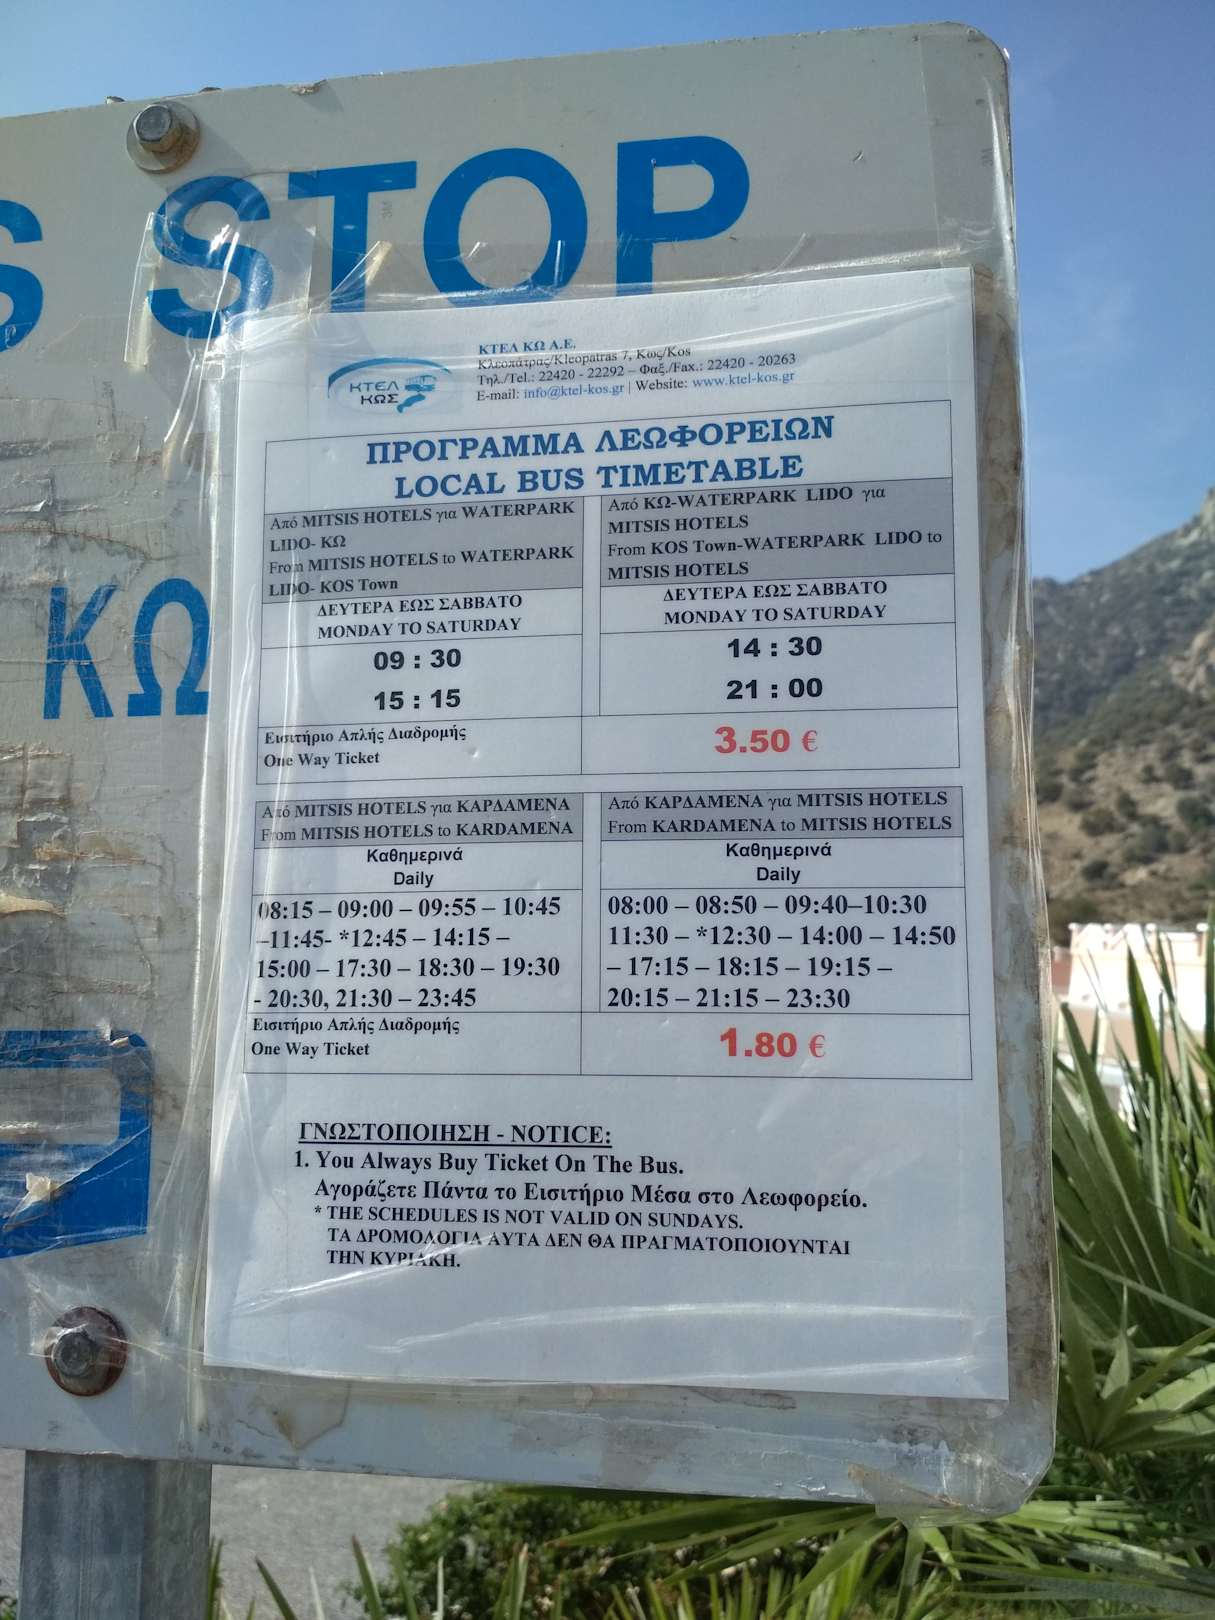 S STOP
ΚΩ
ΚΤΕΛ
ΚΩΣ
ΚΤΕΛ ΚΩ Α.Ε.
Κλεοπάτρας/Kleopatras 7, Κως/Kos
Τηλ./Tel.: 22420 - 22292 – Φαξ./Fax.: 22420 - 20263
E-mail: info@ktel-kos.gr | Website: www.ktel-kos.gr
ΠΡΟΓΡΑΜΜΑ ΛΕΩΦΟΡΕΙΩΝ
LOCAL BUS TIMETABLE
Από MITSIS HOTELS για WATERPARK
LIDO- ΚΩ
From MITSIS HOTELS to WATERPARK
LIDO- KOS Town
ΔΕΥΤΕΡΑ ΕΩΣ ΣΑΒΒΑΤΟ
MONDAY TO SATURDAY
09 : 30
15 : 15
Από ΚΩ-WATERPARK LIDO για
MITSIS HOTELS
From KOS Town-WATERPARK LIDO to
MITSIS HOTELS
ΔΕΥΤΕΡΑ ΕΩΣ ΣΑΒΒΑΤΟ
MONDAY TO SATURDAY
14 : 30
21 : 00
Εισιτήριο Απλής Διαδρομής
One Way Ticket
3.50 €
Από MITSIS HOTELS για ΚΑΡΔΑΜΕΝΑ
From MITSIS HOTELS to KARDAMENA
Καθημερινά
Daily
08:15 – 09:00 – 09:55 – 10:45
–11:45- *12:45 – 14:15 –
15:00 – 17:30 – 18:30 – 19:30
- 20:30, 21:30 – 23:45
Από ΚΑΡΔΑΜΕΝΑ για MITSIS HOTELS
From KARDAMENA to MITSIS HOTELS
Καθημερινά
Daily
08:00 – 08:50 – 09:40–10:30
11:30 – *12:30 – 14:00 – 14:50
– 17:15 – 18:15 – 19:15 –
20:15 – 21:15 – 23:30
Εισιτήριο Απλής Διαδρομής
One Way Ticket
1.80 €
ΓΝΩΣΤΟΠΟΙΗΣΗ - NOTICE:
1. You Always Buy Ticket On The Bus.
Αγοράζετε Πάντα το Εισιτήριο Μέσα στο Λεωφορείο.
* THE SCHEDULES IS NOT VALID ON SUNDAYS.
ΤΑ ΔΡΟΜΟΛΟΓΙΑ ΑΥΤΑ ΔΕΝ ΘΑ ΠΡΑΓΜΑΤΟΠΟΙΟΥΝΤΑΙ
ΤΗΝ ΚΥΡΙΑΚΗ.